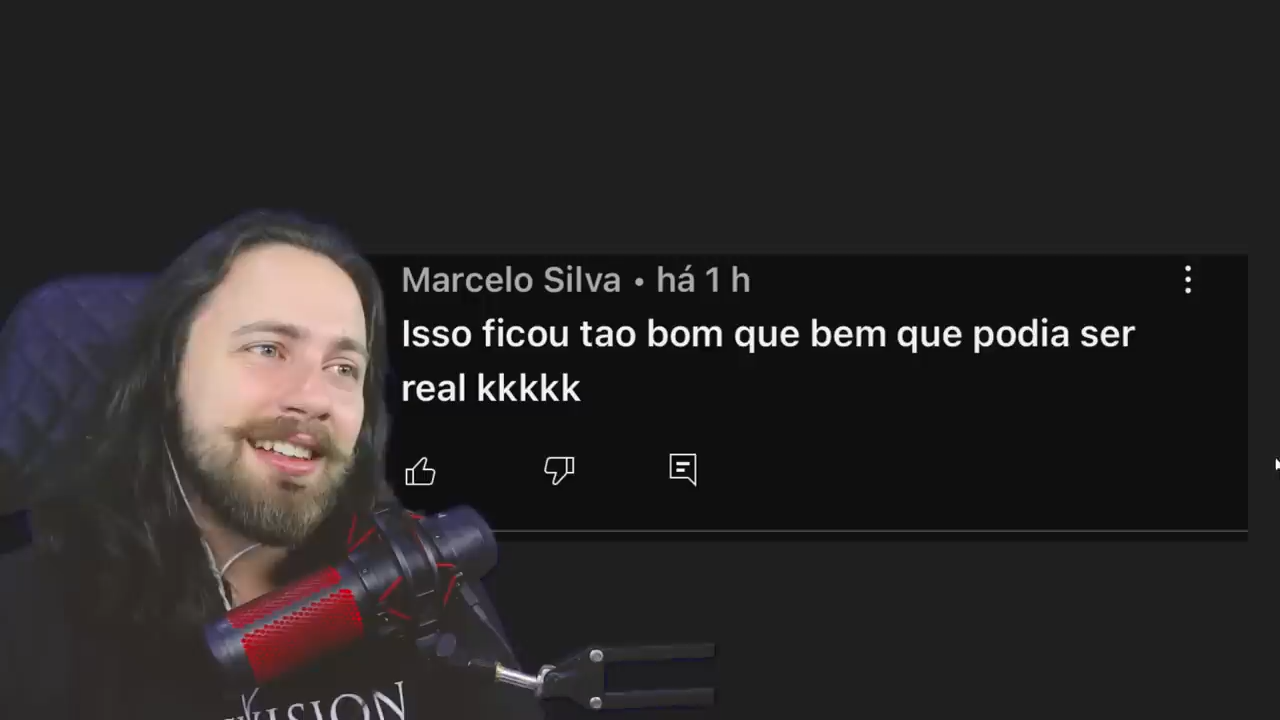 Marcelo Silva • há 1 h
Isso ficou tao bom que bem que podia ser
real kkkkk